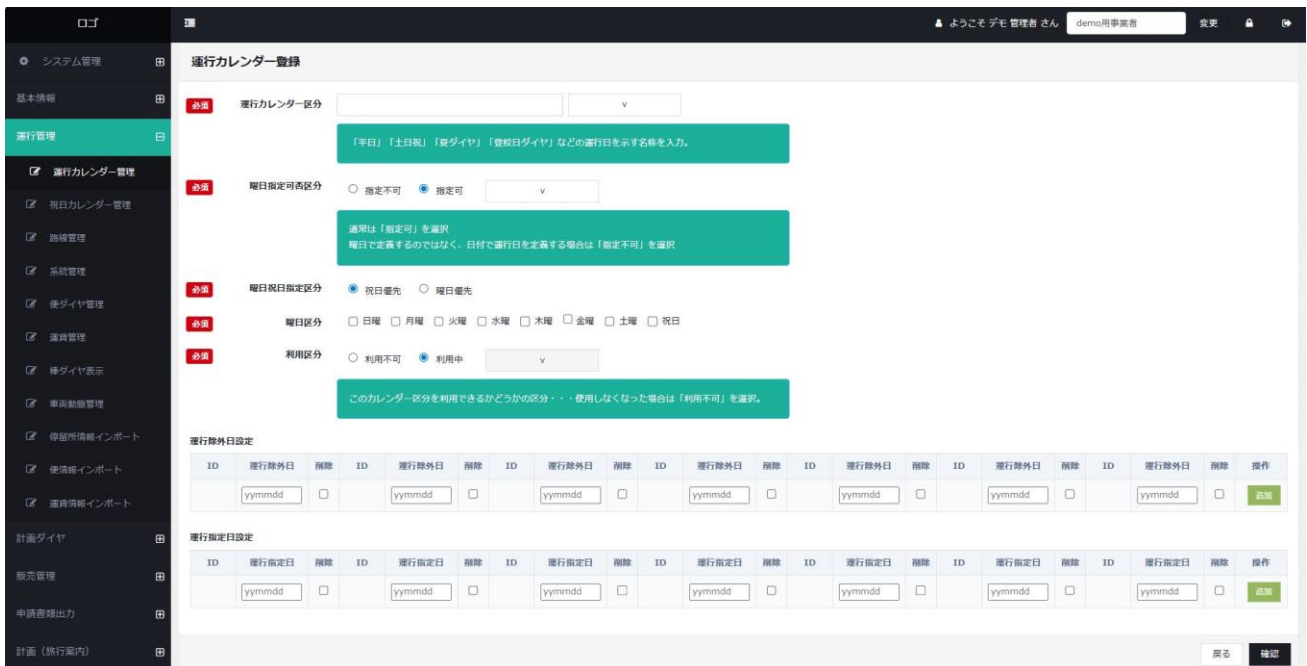 ロゴ
ようこそ デモ 管理者 さん demo用事業者 変更
システム管理
基本情報
運行管理
運行カレンダー管理
祝日カレンダー管理
路線管理
系統管理
便ダイヤ管理
運賃管理
棒ダイヤ表示
車両動態管理
停留所情報インポート
便情報インポート
運賃情報インポート
計画ダイヤ
販売管理
申請書類出力
計画（旅行案内）
運行カレンダー登録
必須 運行カレンダー区分 v
「平日」「土日祝」「夏ダイヤ」「登校日ダイヤ」などの運行日を示す名称を入力。
必須 曜日指定可否区分 指定不可 指定可 v
通常は「指定可」を選択
曜日で定義するのではなく、日付で運行日を定義する場合は「指定不可」を選択
必須 曜日祝日指定区分 祝日優先 曜日優先
必須 曜日区分 日曜 月曜 火曜 水曜 木曜 金曜 土曜 祝日
必須 利用区分 利用不可 利用中 v
このカレンダー区分を利用できるかどうかの区分・・・使用しなくなった場合は「利用不可」を選択。
運行除外日設定
ID 運行除外日 削除 ID 運行除外日 削除 ID 運行除外日 削除 ID 運行除外日 削除 ID 運行除外日 削除 ID 運行除外日 削除 ID 運行除外日 削除 操作
yymmdd yymmdd yymmdd yymmdd yymmdd yymmdd yymmdd 追加
運行指定日設定
ID 運行指定日 削除 ID 運行指定日 削除 ID 運行指定日 削除 ID 運行指定日 削除 ID 運行指定日 削除 ID 運行指定日 削除 ID 運行指定日 削除 操作
yymmdd yymmdd yymmdd yymmdd yymmdd yymmdd yymmdd 追加
戻る 確認